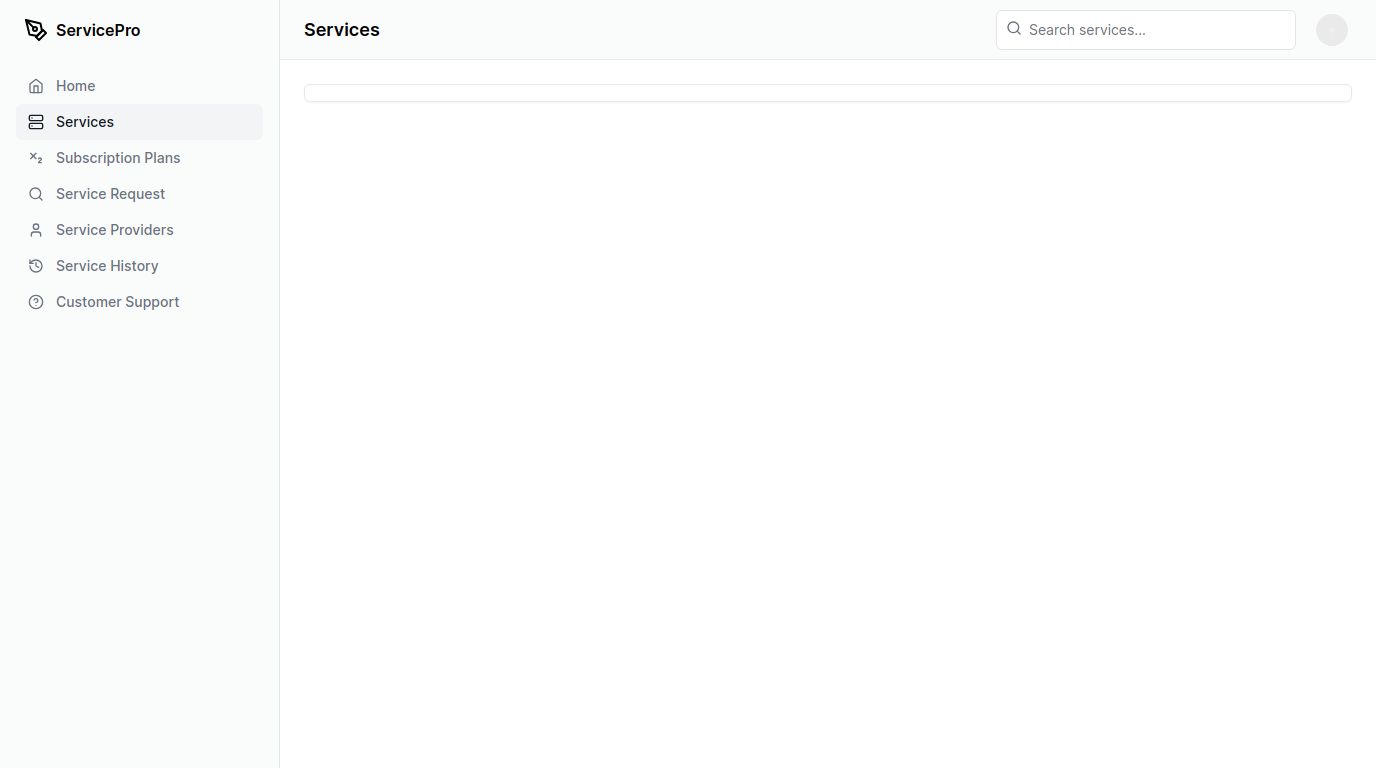 ServicePro
Home
Services
Subscription Plans
Service Request
Service Providers
Service History
Customer Support
Services
Search services...